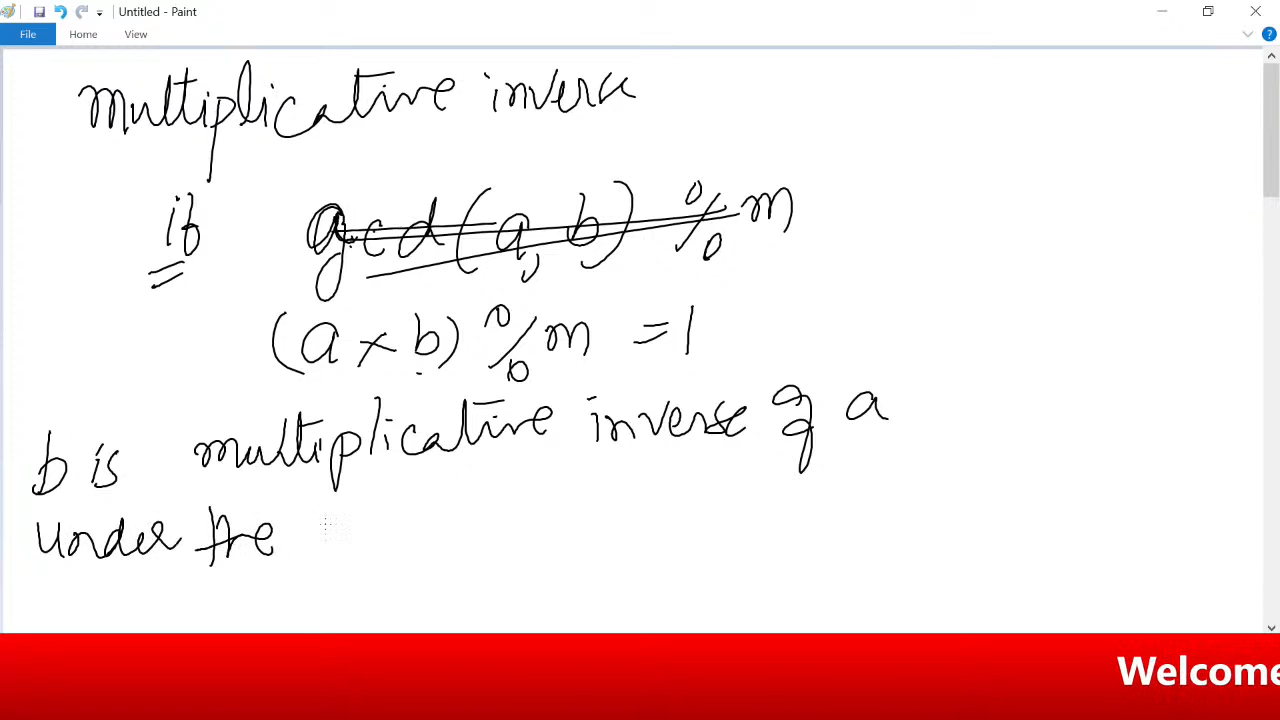 Untitled - Paint
File Home View
multiplicative inverse
if gcd(a, b) % m
(a × b) % m = 1
b is multiplicative inverse of a
under the
Welcome